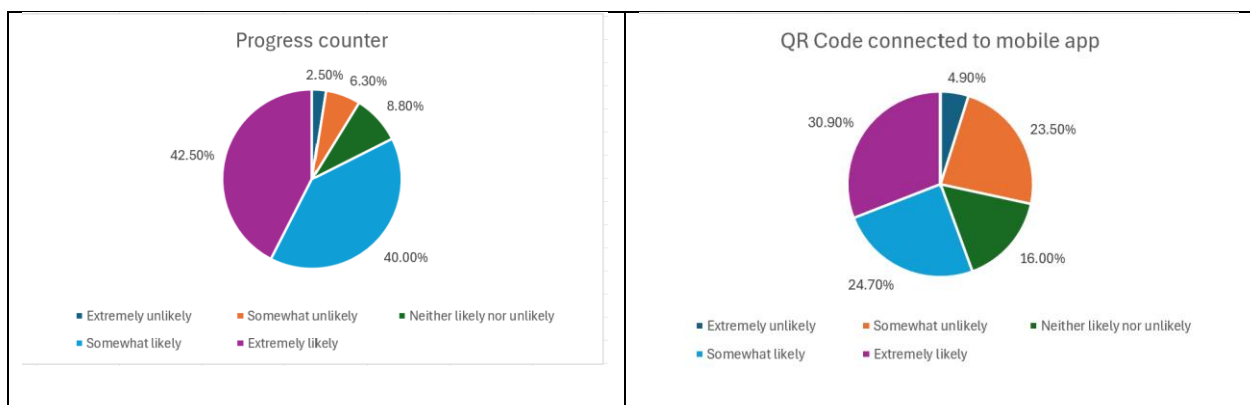 Progress counter
2.50%
6.30%
8.80%
42.50%
40.00%
Extremely unlikely Somewhat unlikely Neither likely nor unlikely
Somewhat likely Extremely likely
QR Code connected to mobile app
4.90%
30.90%
23.50%
16.00%
24.70%
Extremely unlikely Somewhat unlikely Neither likely nor unlikely
Somewhat likely Extremely likely